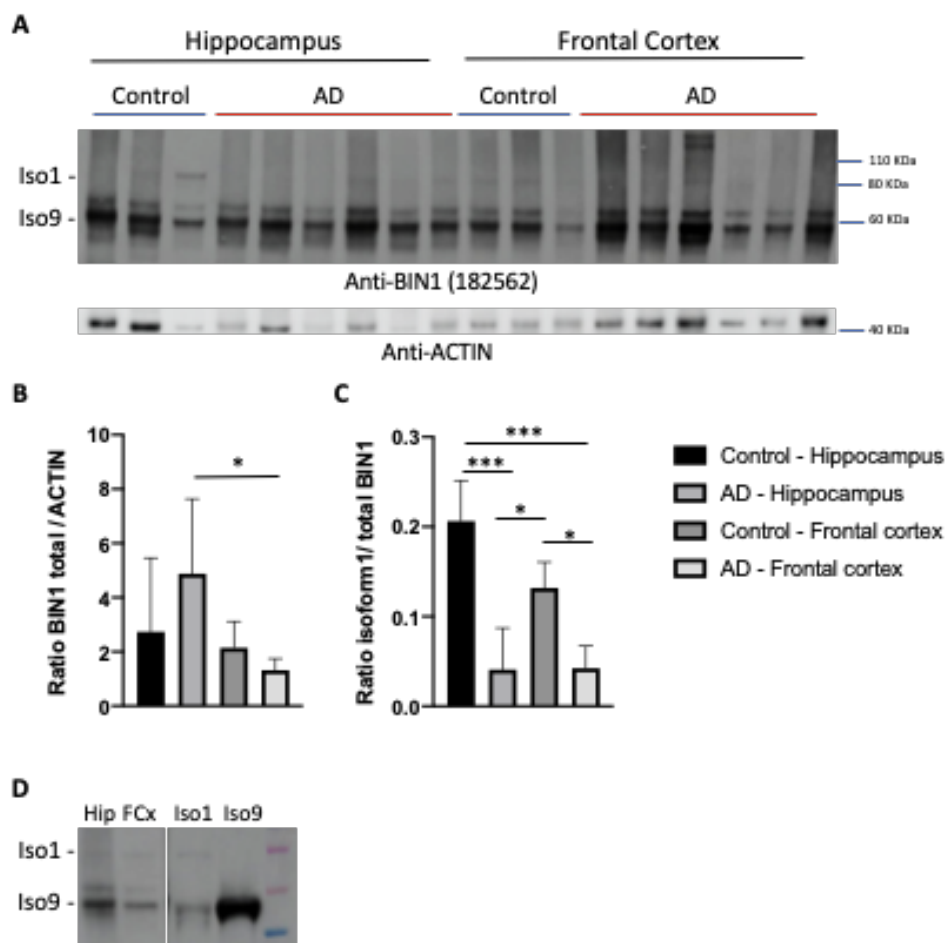 A
Hippocampus
Frontal Cortex
Control
AD
Control
AD
Iso1 -
Iso9 -
110 KDa
80 KDa
60 KDa
Anti-BIN1 (182562)
40 KDa
Anti-ACTIN
B
Ratio BIN1 total / ACTIN
10
8
6
4
2
0
*
C
Ratio isoform1/ total BIN1
0.3
0.2
0.1
0.0
***
***
*
*
Control - Hippocampus
AD - Hippocampus
Control - Frontal cortex
AD - Frontal cortex
D
Hip FCx Iso1 Iso9
Iso1 -
Iso9 -